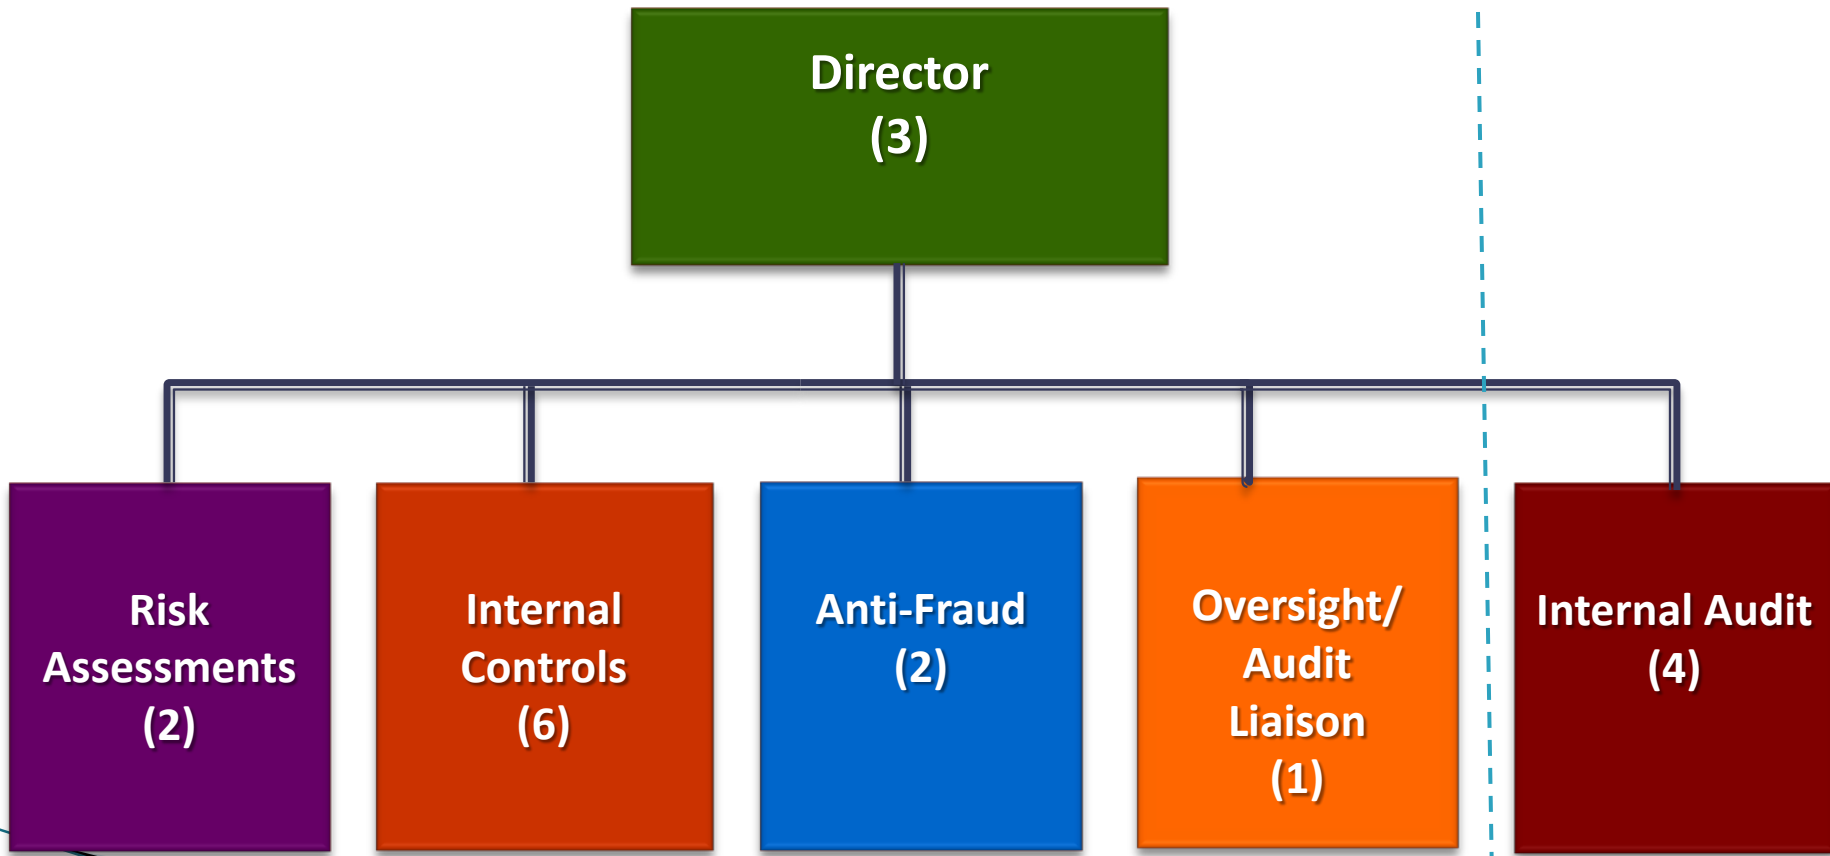 Director
(3)
Risk
Assessments
(2)
Internal
Controls
(6)
Anti-Fraud
(2)
Oversight/
Audit
Liaison
(1)
Internal Audit
(4)